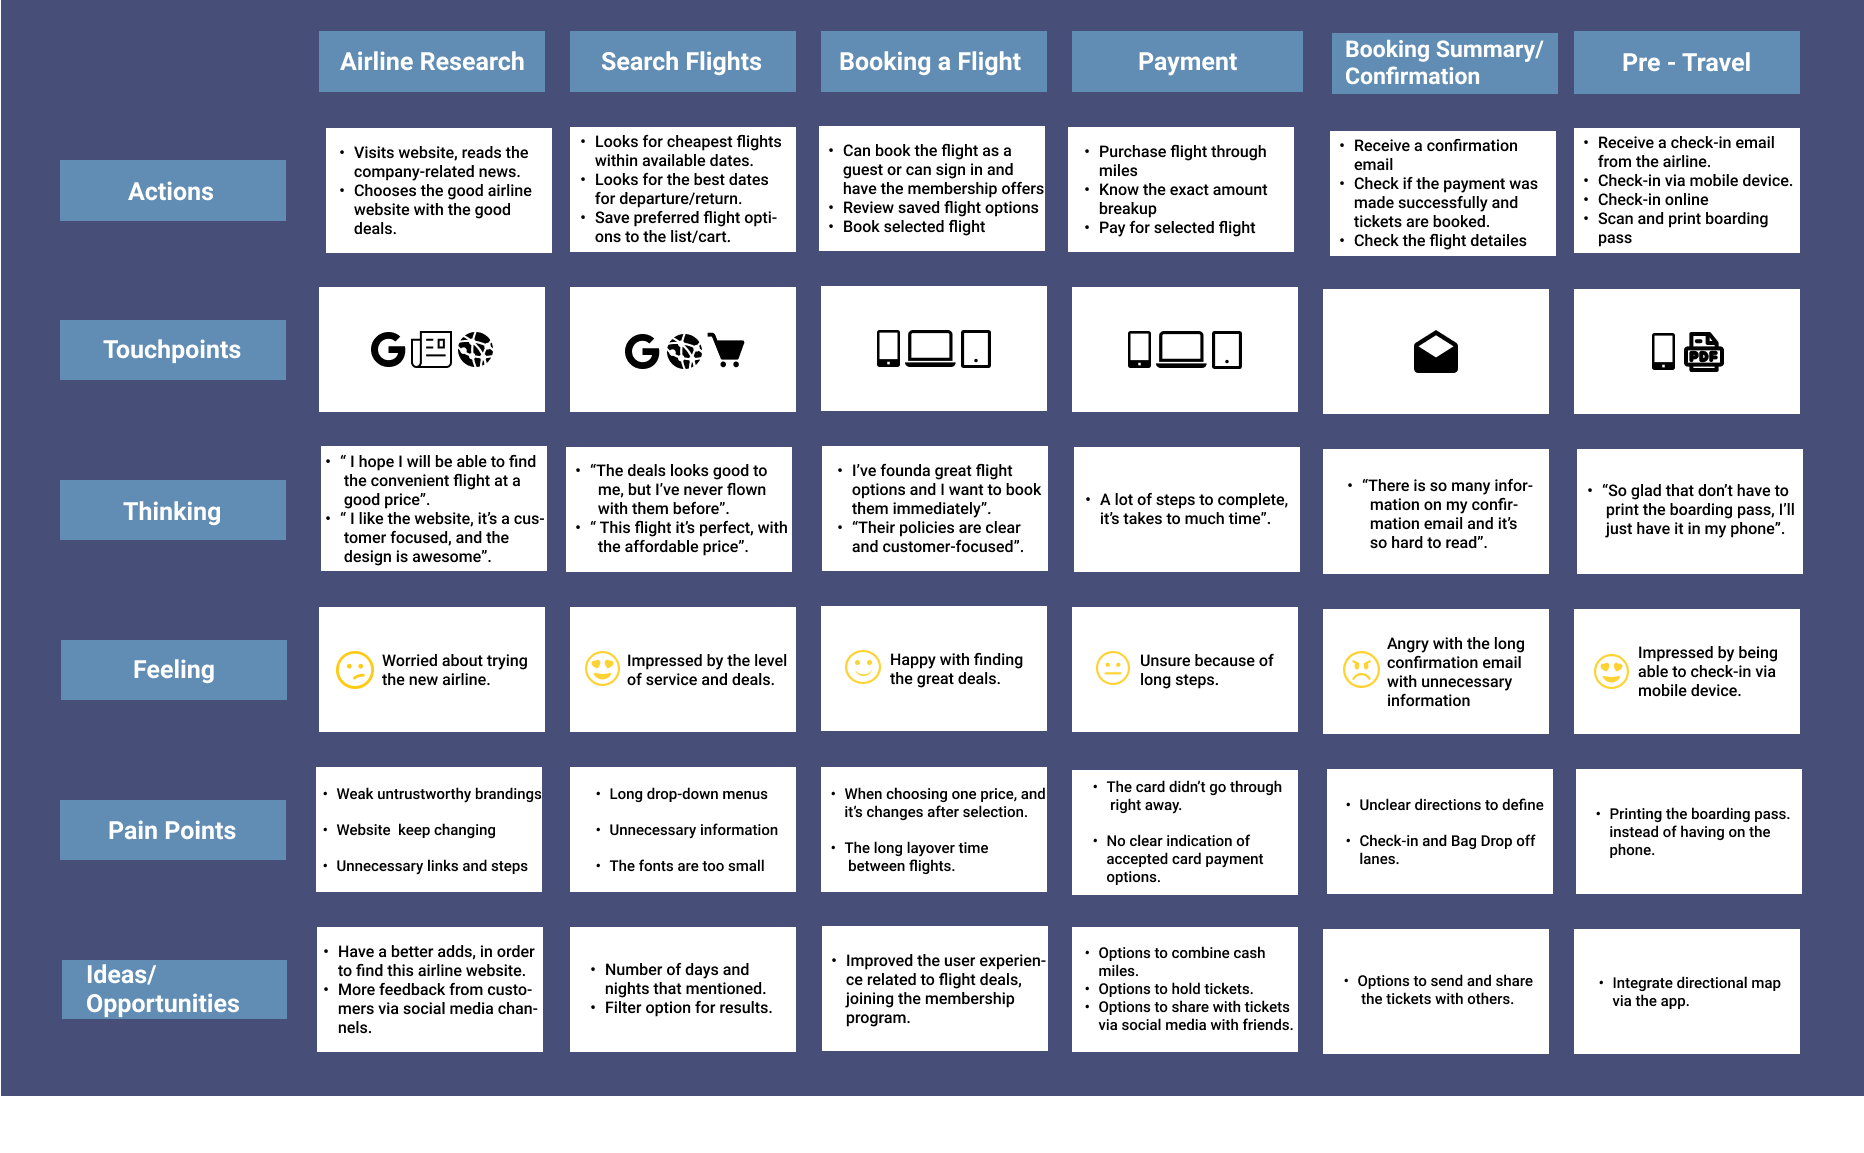 Airline Research
Search Flights
Booking a Flight
Payment
Booking Summary/
Confirmation
Pre - Travel
Actions
• Visits website, reads the
company-related news.
• Chooses the good airline
website with the good
deals.
• Looks for cheapest flights
within available dates.
• Looks for the best dates
for departure/return.
• Save preferred flight opti-
ons to the list/cart.
• Can book the flight as a
guest or can sign in and
have the membership offers
• Review saved flight options
• Book selected flight
• Purchase flight through
miles
• Know the exact amount
breakup
• Pay for selected flight
• Receive a confirmation
email
• Check if the payment was
made successfully and
tickets are booked.
• Check the flight detailes
• Receive a check-in email
from the airline.
• Check-in via mobile device.
• Check-in online
• Scan and print boarding
pass
Touchpoints
G
G
PDF
Thinking
• “ I hope I will be able to find
the convenient flight at a
good price”.
• “ I like the website, it’s a cus-
tomer focused, and the
design is awesome”.
• “The deals looks good to
me, but I’ve never flown
with them before”.
• “ This flight it’s perfect, with
the affordable price”.
• I’ve founda great flight
options and I want to book
them immediately”.
• “Their policies are clear
and customer-focused”.
• A lot of steps to complete,
it’s takes to much time”.
• “There is so many infor-
mation on my confir-
mation email and it’s
so hard to read”.
• “So glad that don’t have to
print the boarding pass, I’ll
just have it in my phone”.
Feeling
Worried about trying
the new airline.
Impressed by the level
of service and deals.
Happy with finding
the great deals.
Unsure because of
long steps.
Angry with the long
confirmation email
with unnecessary
information
Impressed by being
able to check-in via
mobile device.
Pain Points
• Weak untrustworthy brandings
• Website keep changing
• Unnecessary links and steps
• Long drop-down menus
• Unnecessary information
• The fonts are too small
• When choosing one price, and
it’s changes after selection.
• The long layover time
between flights.
• The card didn’t go through
right away.
• No clear indication of
accepted card payment
options.
• Unclear directions to define
• Check-in and Bag Drop off
lanes.
• Printing the boarding pass.
instead of having on the
phone.
Ideas/
Opportunities
• Have a better adds, in order
to find this airline website.
• More feedback from custo-
mers via social media chan-
nels.
• Number of days and
nights that mentioned.
• Filter option for results.
• Improved the user experien-
ce related to flight deals,
joining the membership
program.
• Options to combine cash
miles.
• Options to hold tickets.
• Options to share with tickets
via social media with friends.
• Options to send and share
the tickets with others.
• Integrate directional map
via the app.